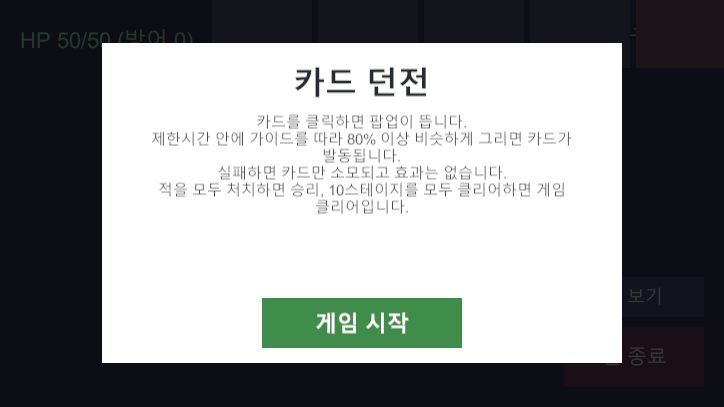 HP 50/50 (방어 0)
카드 던전
카드를 클릭하면 팝업이 뜹니다.
제한시간 안에 가이드를 따라 80% 이상 비슷하게 그리면 카드가
발동됩니다.
실패하면 카드만 소모되고 효과는 없습니다.
적을 모두 처치하면 승리, 10스테이지를 모두 클리어하면 게임
클리어입니다.
보기
게임 시작
종료